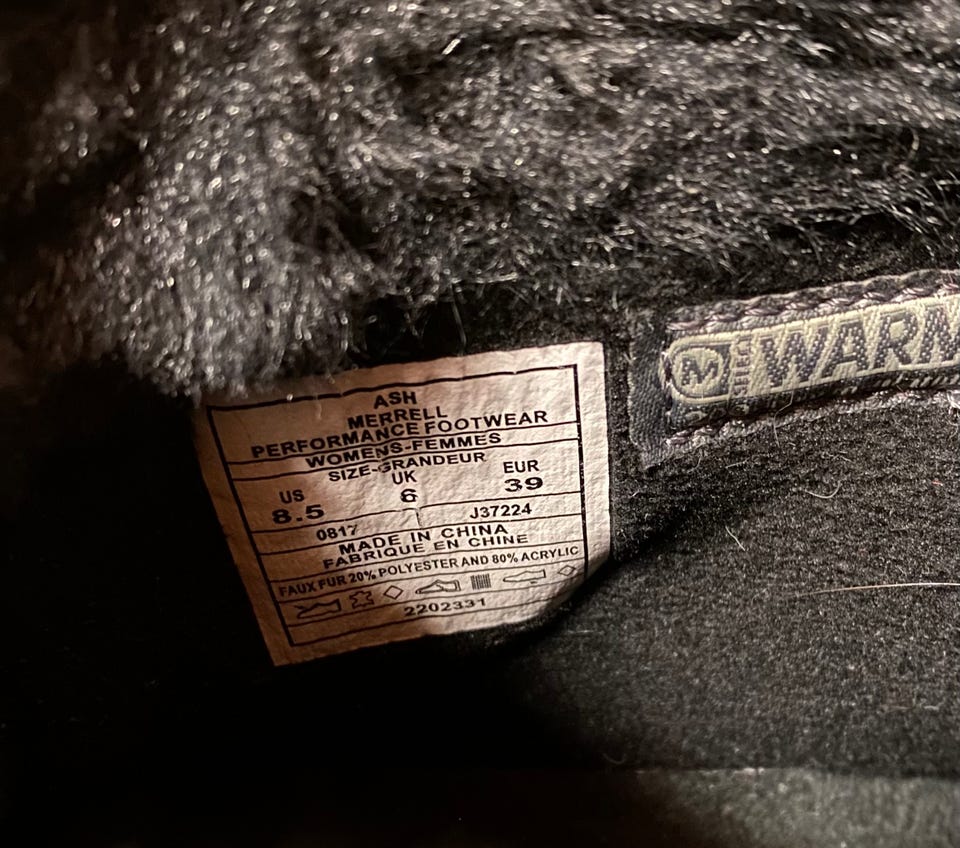 ASH
MERRELL
PERFORMANCE FOOTWEAR
WOMENS-FEMMES
SIZE-GRANDEUR
US UK EUR
8.5 6 39
0817 J37224
MADE IN CHINA
FABRIQUE EN CHINE
FAUX FUR 20% POLYESTER AND 80% ACRYLIC
2202331
M WARM